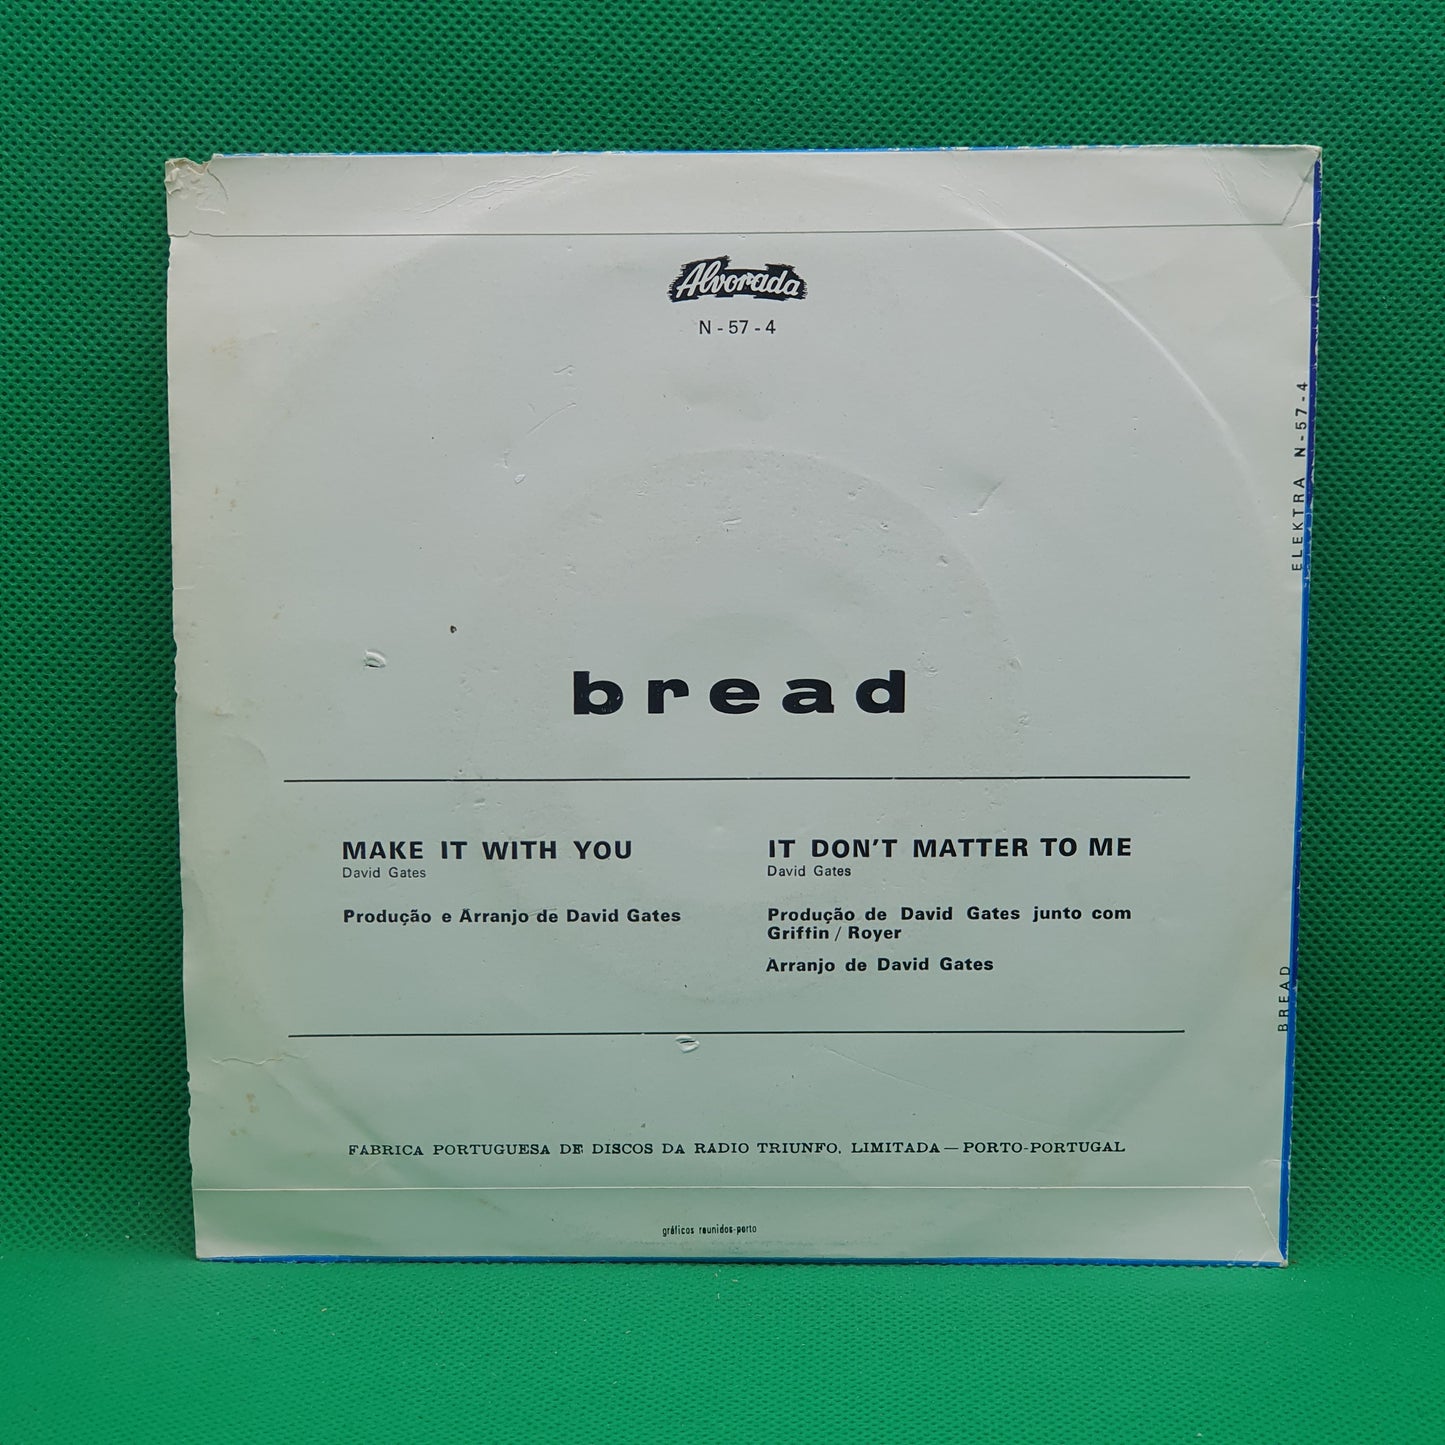 Alvorada
N - 57 - 4
ELEKTRA N-57-4
bread
MAKE IT WITH YOU
David Gates
Produção e Arranjo de David Gates
IT DON'T MATTER TO ME
David Gates
Produção de David Gates junto com
Griffin / Royer
Arranjo de David Gates
BREAD
FÁBRICA PORTUGUESA DE DISCOS DA RÁDIO TRIUNFO, LIMITADA — PORTO-PORTUGAL
gráficos reunidos-porto